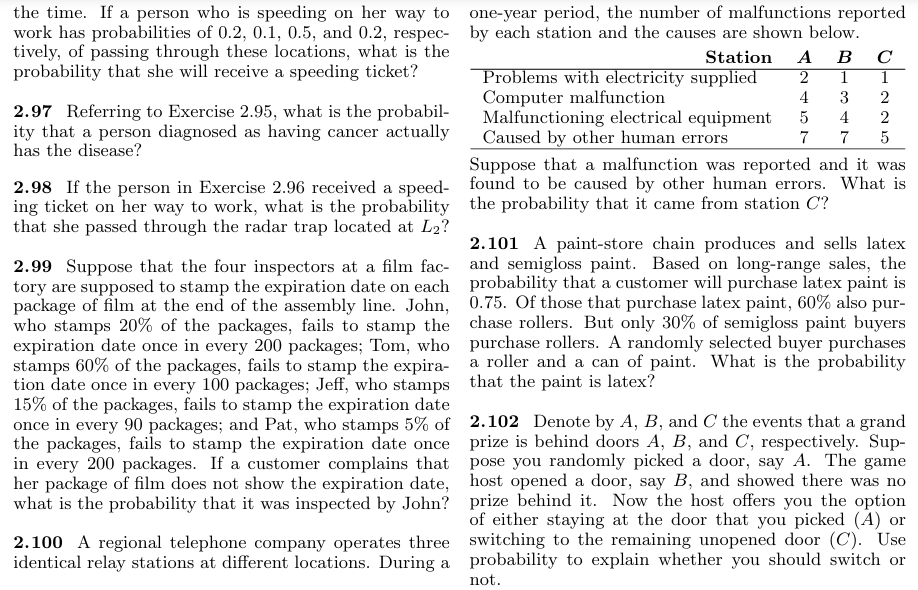 the time. If a person who is speeding on her way to
work has probabilities of 0.2, 0.1, 0.5, and 0.2, respec-
tively, of passing through these locations, what is the
probability that she will receive a speeding ticket?
2.97 Referring to Exercise 2.95, what is the probabil-
ity that a person diagnosed as having cancer actually
has the disease?
2.98 If the person in Exercise 2.96 received a speed-
ing ticket on her way to work, what is the probability
that she passed through the radar trap located at L₂?
2.99 Suppose that the four inspectors at a film fac-
tory are supposed to stamp the expiration date on each
package of film at the end of the assembly line. John,
who stamps 20% of the packages, fails to stamp the
expiration date once in every 200 packages; Tom, who
stamps 60% of the packages, fails to stamp the expira-
tion date once in every 100 packages; Jeff, who stamps
15% of the packages, fails to stamp the expiration date
once in every 90 packages; and Pat, who stamps 5% of
the packages, fails to stamp the expiration date once
in every 200 packages. If a customer complains that
her package of film does not show the expiration date,
what is the probability that it was inspected by John?
2.100 A regional telephone company operates three
identical relay stations at different locations. During a
one-year period, the number of malfunctions reported
by each station and the causes are shown below.
Station A B C
Problems with electricity supplied 2 1 1
Computer malfunction 4 3 2
Malfunctioning electrical equipment 5 4 2
Caused by other human errors 7 7 5
Suppose that a malfunction was reported and it was
found to be caused by other human errors. What is
the probability that it came from station C?
2.101 A paint-store chain produces and sells latex
and semigloss paint. Based on long-range sales, the
probability that a customer will purchase latex paint is
0.75. Of those that purchase latex paint, 60% also pur-
chase rollers. But only 30% of semigloss paint buyers
purchase rollers. A randomly selected buyer purchases
a roller and a can of paint. What is the probability
that the paint is latex?
2.102 Denote by A, B, and C the events that a grand
prize is behind doors A, B, and C, respectively. Sup-
pose you randomly picked a door, say A. The game
host opened a door, say B, and showed there was no
prize behind it. Now the host offers you the option
of either staying at the door that you picked (A) or
switching to the remaining unopened door (C). Use
probability to explain whether you should switch or
not.